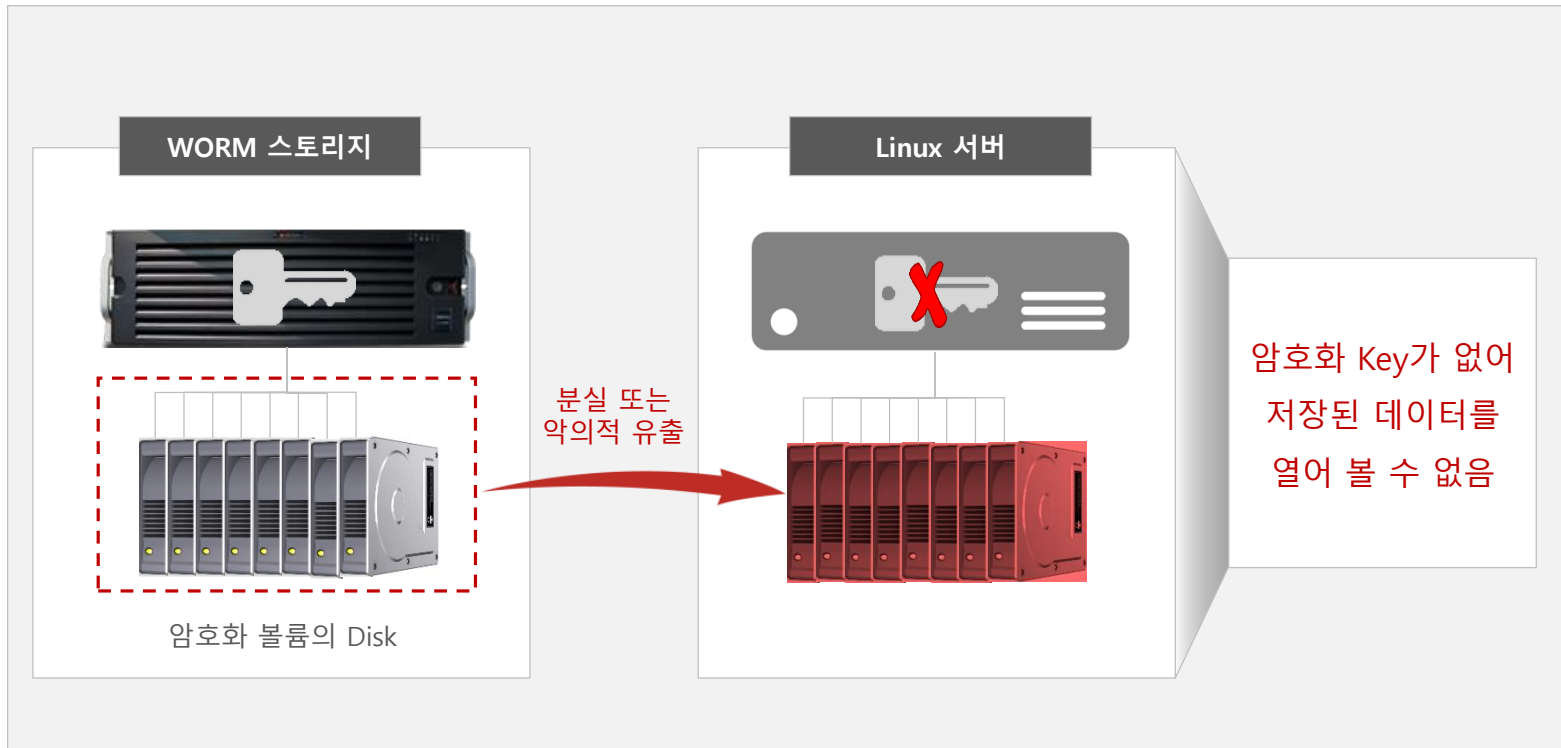 WORM 스토리지
Linux 서버
분실 또는
악의적 유출
암호화 볼륨의 Disk
암호화 Key가 없어
저장된 데이터를
열어 볼 수 없음